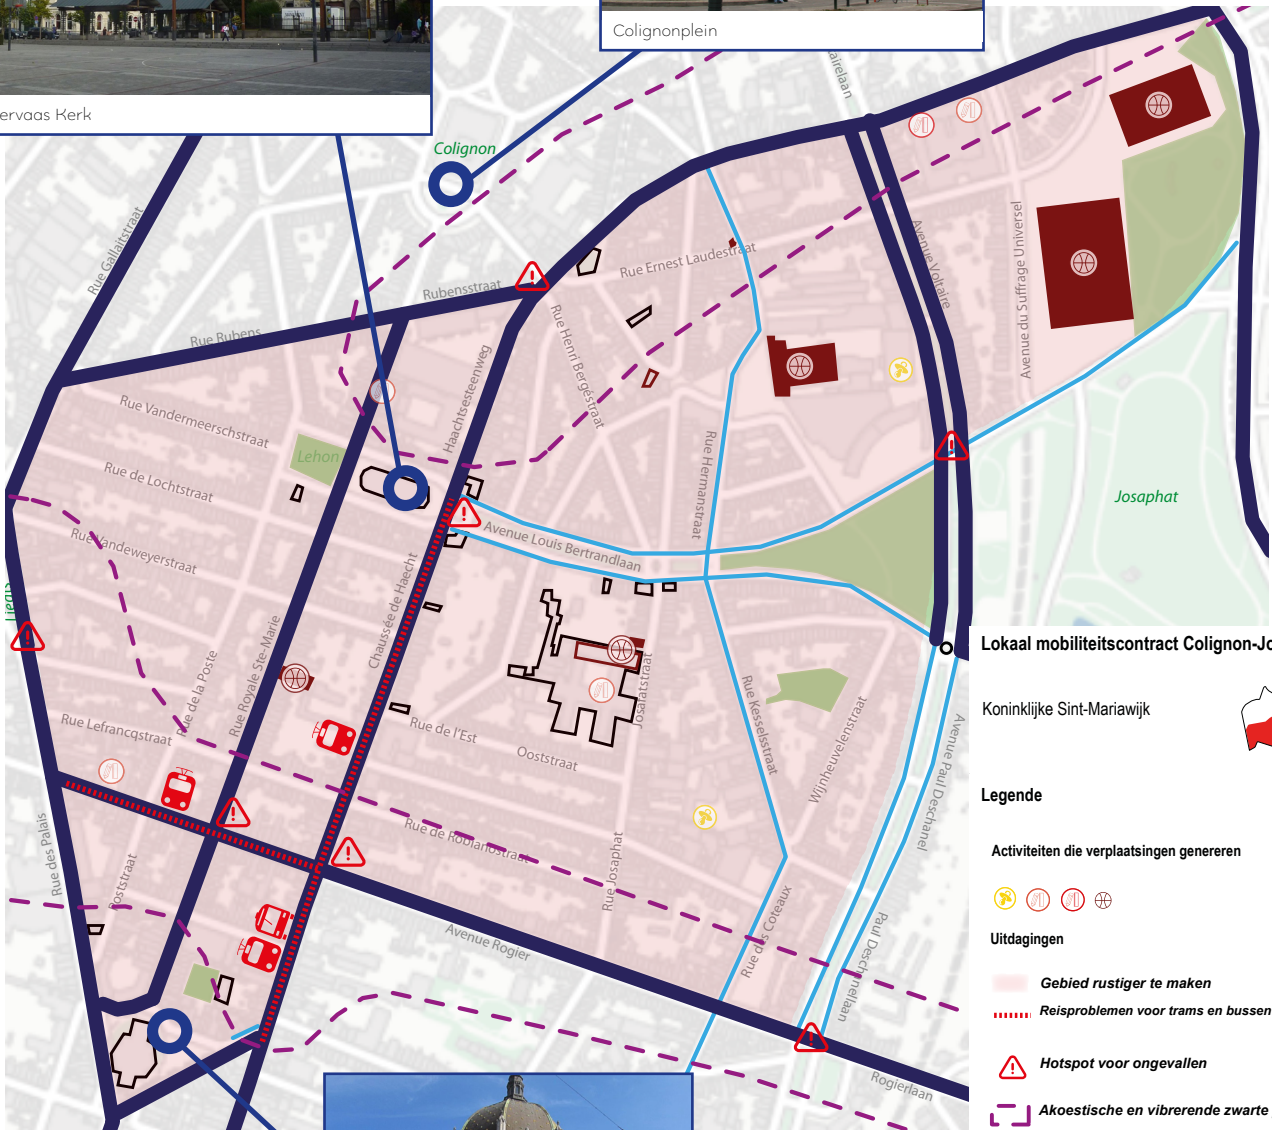 Colignonplein
ervaas Kerk
Colignon
Rue Gallaitstraat
Rubensstraat
Rue Rubens
Rue Ernest Laudestraat
Avenue Voltaire
Avenue du Suffrage Universel
Rue Henri Bergéstraat
Haachtsesteenweg
Rue Vandermeerschstraat
Lehon
Rue de Lochtstraat
Rue Hermanstraat
Josaphat
Rue Vandeweyerstraat
Avenue Louis Bertrandlaan
Chaussée de Haecht
Liedts
Rue Royale Ste-Marie
Rue de la Poste
Rue Lefrancqstraat
Rue de l'Est
Ooststraat
Josafatstraat
Rue Kesselsstraat
Wijnheuvelenstraat
Avenue Paul Deschanel
Rue des Palais
Poststraat
Rue de Robianostraat
Rue Josaphat
Rue des Coteaux
Paul Deschanellaan
Avenue Rogier
Rogierlaan
Lokaal mobiliteitscontract Colignon-Jo
Koninklijke Sint-Mariawijk
Legende
Activiteiten die verplaatsingen genereren
Uitdagingen
Gebied rustiger te maken
Reisproblemen voor trams en bussen
Hotspot voor ongevallen
Akoestische en vibrerende zwarte